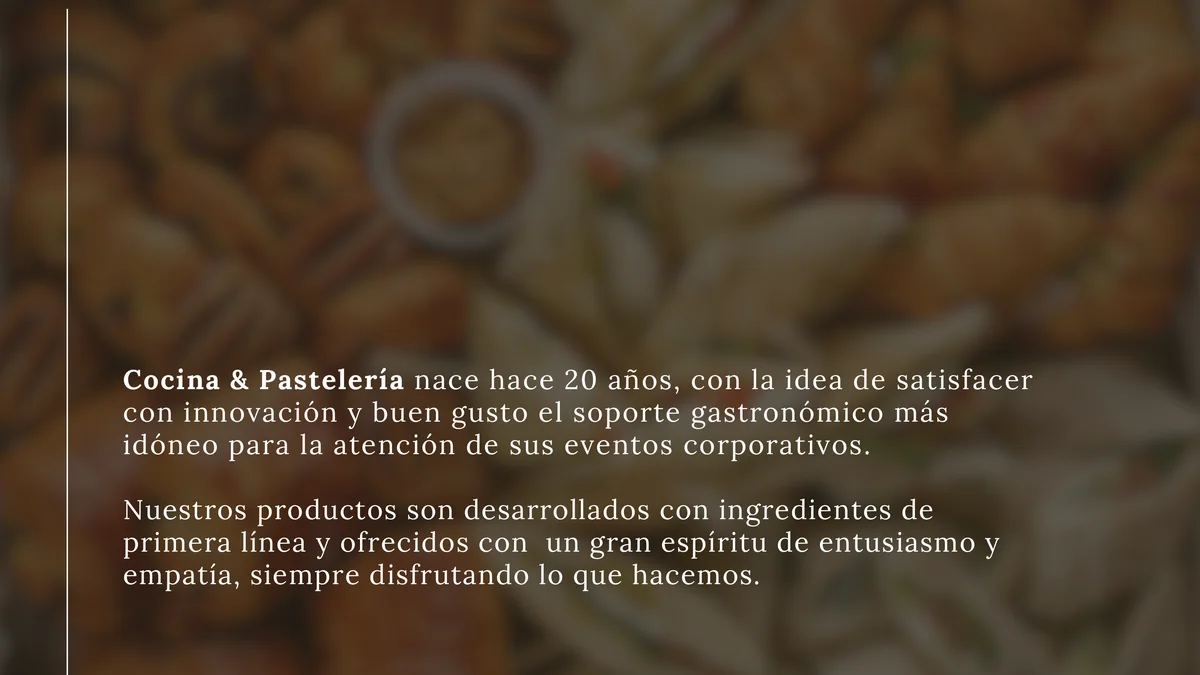 Cocina & Pastelería nace hace 20 años, con la idea de satisfacer
con innovación y buen gusto el soporte gastronómico más
idóneo para la atención de sus eventos corporativos.
Nuestros productos son desarrollados con ingredientes de
primera línea y ofrecidos con  un gran espíritu de entusiasmo y
empatía, siempre disfrutando lo que hacemos.